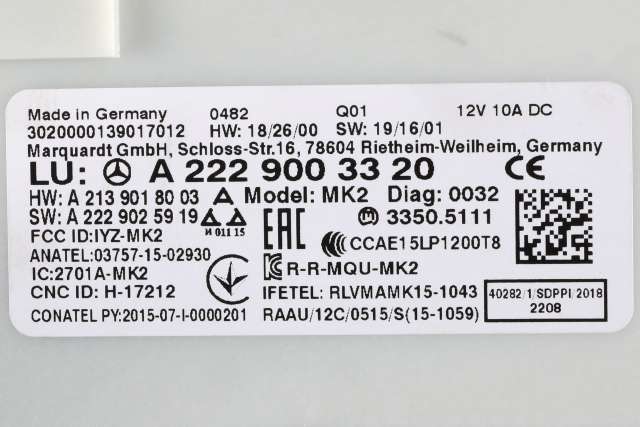 Made in Germany 0482 Q01 12V 10A DC
3020000139017012 HW: 18/26/00 SW: 19/16/01
Marquardt GmbH, Schloss-Str.16, 78604 Rietheim-Weilheim, Germany
LU: A 222 900 33 20 CE
HW: A 213 901 80 03 A Model: MK2 Diag: 0032
SW: A 222 902 59 19 M 011 15 EAC M 3350.5111
FCC ID:IYZ-MK2
ANATEL:03757-15-02930 CCAE15LP1200T8
IC:2701A-MK2 R-R-MQU-MK2
CNC ID: H-17212 IFETEL: RLVMAMK15-1043 40282/1/SDPPI/2018
CONATEL PY:2015-07-I-0000201 RAAU/12C/0515/S(15-1059) 2208